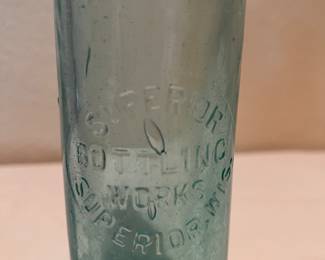 SUPERIOR
BOTTLING
WORKS
SUPERIOR, WIS.